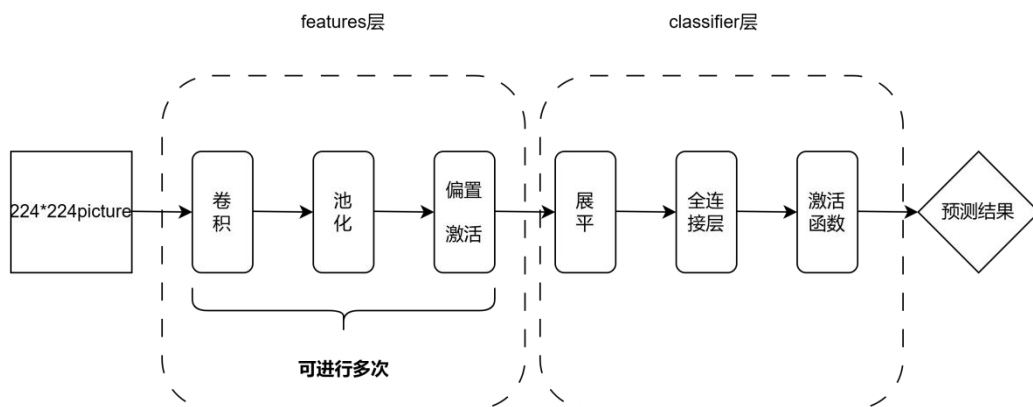 features层
classifier层
224*224picture
卷
积
池
化
偏置
激活
展
平
全连
接层
激活
函数
预测结果
可进行多次